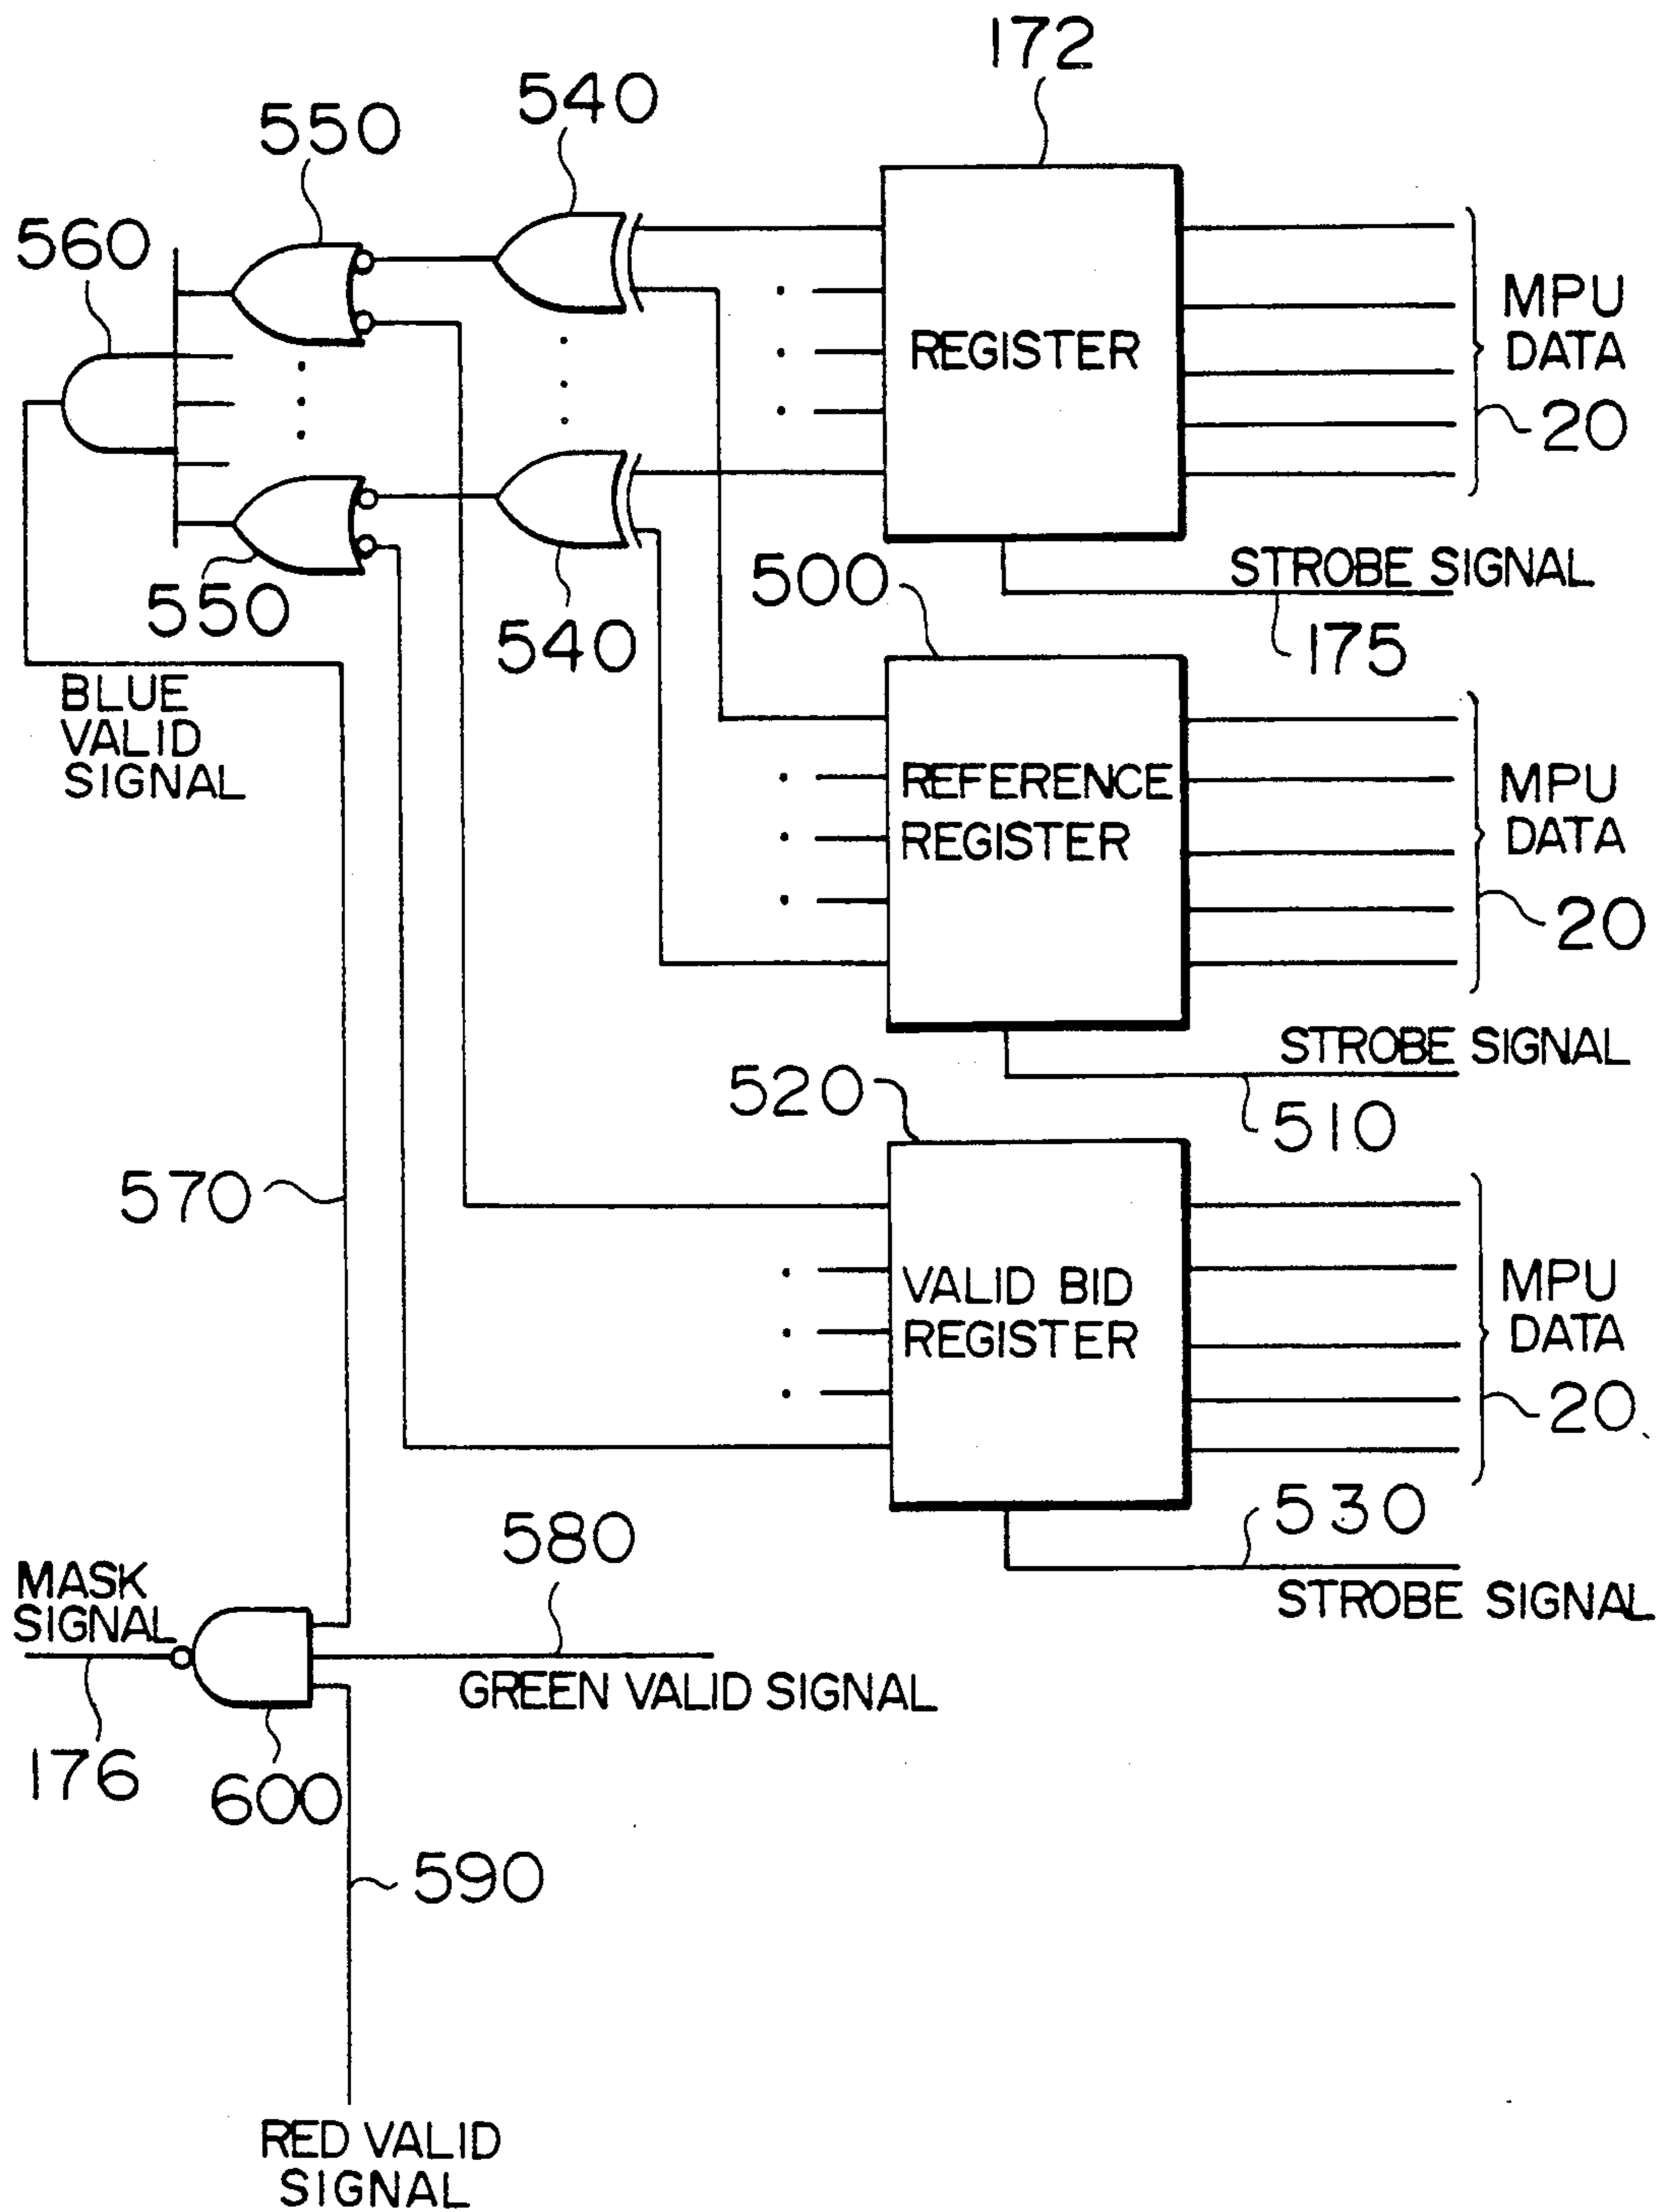 172
540
550
560
REGISTER
MPU
DATA
20
STROBE SIGNAL
175
550
540
500
BLUE
VALID
SIGNAL
REFERENCE
REGISTER
MPU
DATA
20
STROBE SIGNAL
510
520
570
VALID BID
REGISTER
MPU
DATA
20
530
STROBE SIGNAL
580
MASK
SIGNAL
GREEN VALID SIGNAL
176
600
590
RED VALID
SIGNAL